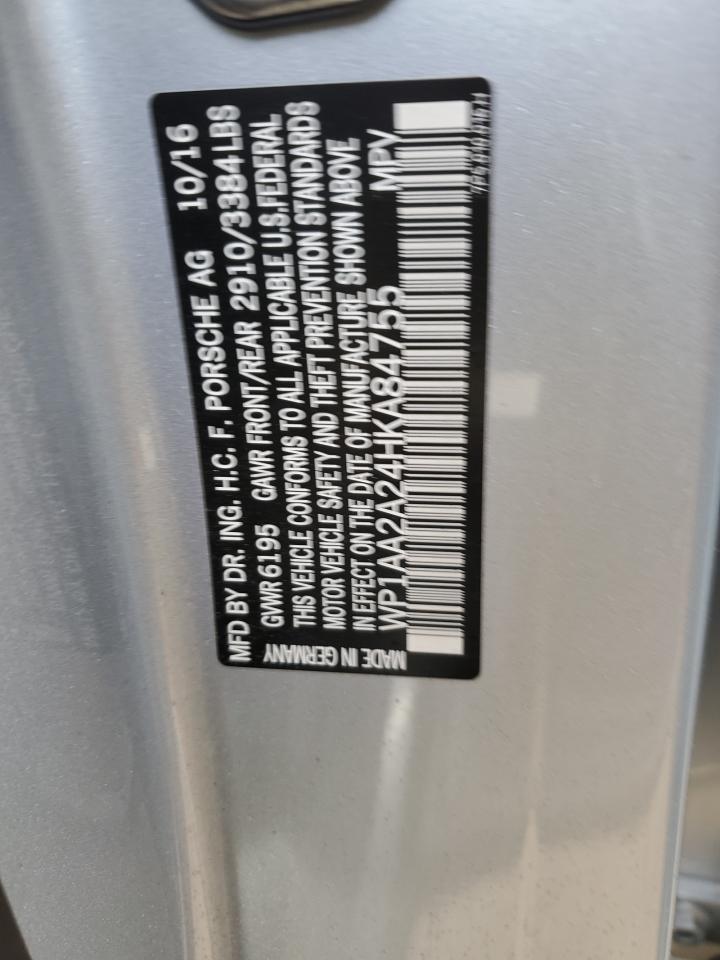 MFD BY DR. ING. H.C. F. PORSCHE AG 10/16
GVWR 6195 GAWR FRONT/REAR 2910/3384LBS
THIS VEHICLE CONFORMS TO ALL APPLICABLE U.S.FEDERAL
MOTOR VEHICLE SAFETY AND THEFT PREVENTION STANDARDS
IN EFFECT ON THE DATE OF MANUFACTURE SHOWN ABOVE
WP1AA2A24HKA84755 MPV
MADE IN GERMANY